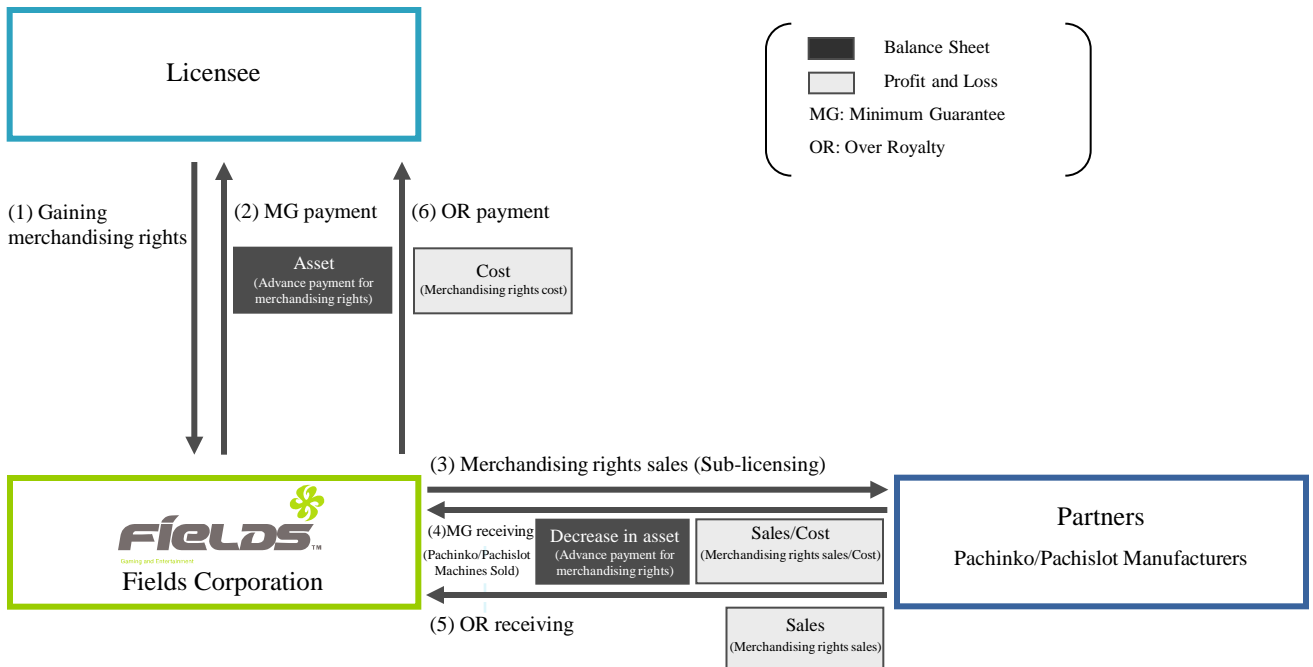 Licensee
Balance Sheet
Profit and Loss
MG: Minimum Guarantee
OR: Over Royalty
(1) Gaining
merchandising rights
(2) MG payment
(6) OR payment
Asset
(Advance payment for
merchandising rights)
Cost
(Merchandising rights cost)
(3) Merchandising rights sales (Sub-licensing)
FIELDS TM
Gaming and Entertainment
Fields Corporation
(4)MG receiving
(Pachinko/Pachislot
Machines Sold)
Decrease in asset
(Advance payment for
merchandising rights)
Sales/Cost
(Merchandising rights sales/Cost)
Partners
Pachinko/Pachislot Manufacturers
(5) OR receiving
Sales
(Merchandising rights sales)